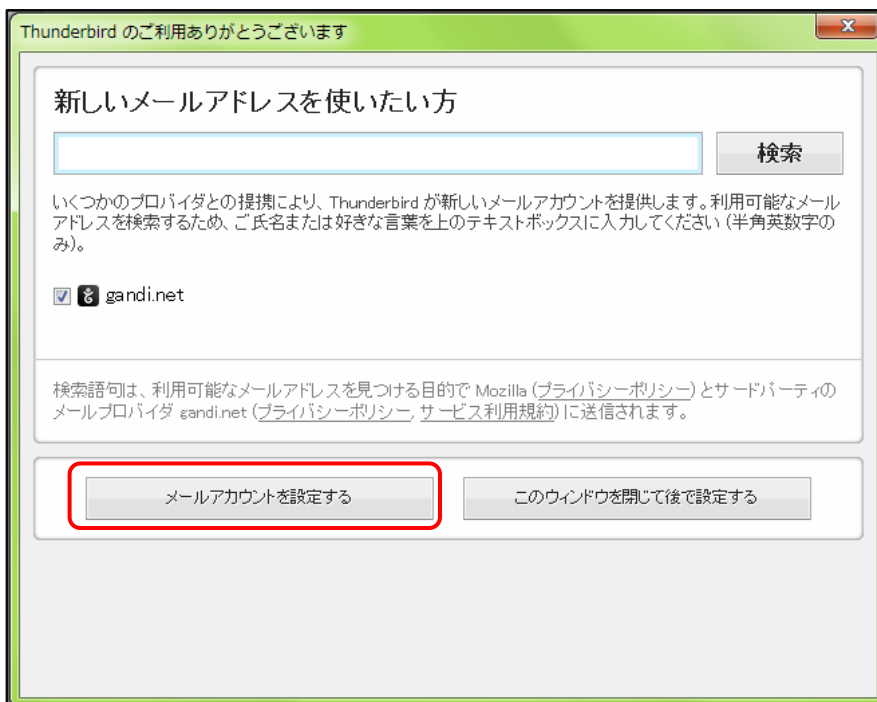 Thunderbird のご利用ありがとうございます
新しいメールアドレスを使いたい方
検索
いくつかのプロバイダとの提携により、Thunderbird が新しいメールアカウントを提供します。利用可能なメール
アドレスを検索するため、ご氏名または好きな言葉を上のテキストボックスに入力してください (半角英数字の
み)。
gandi.net
検索語句は、利用可能なメールアドレスを見つける目的で Mozilla (プライバシーポリシー) とサードパーティの
メールプロバイダ gandi.net (プライバシーポリシー, サービス利用規約) に送信されます。
メールアカウントを設定する
このウィンドウを閉じて後で設定する